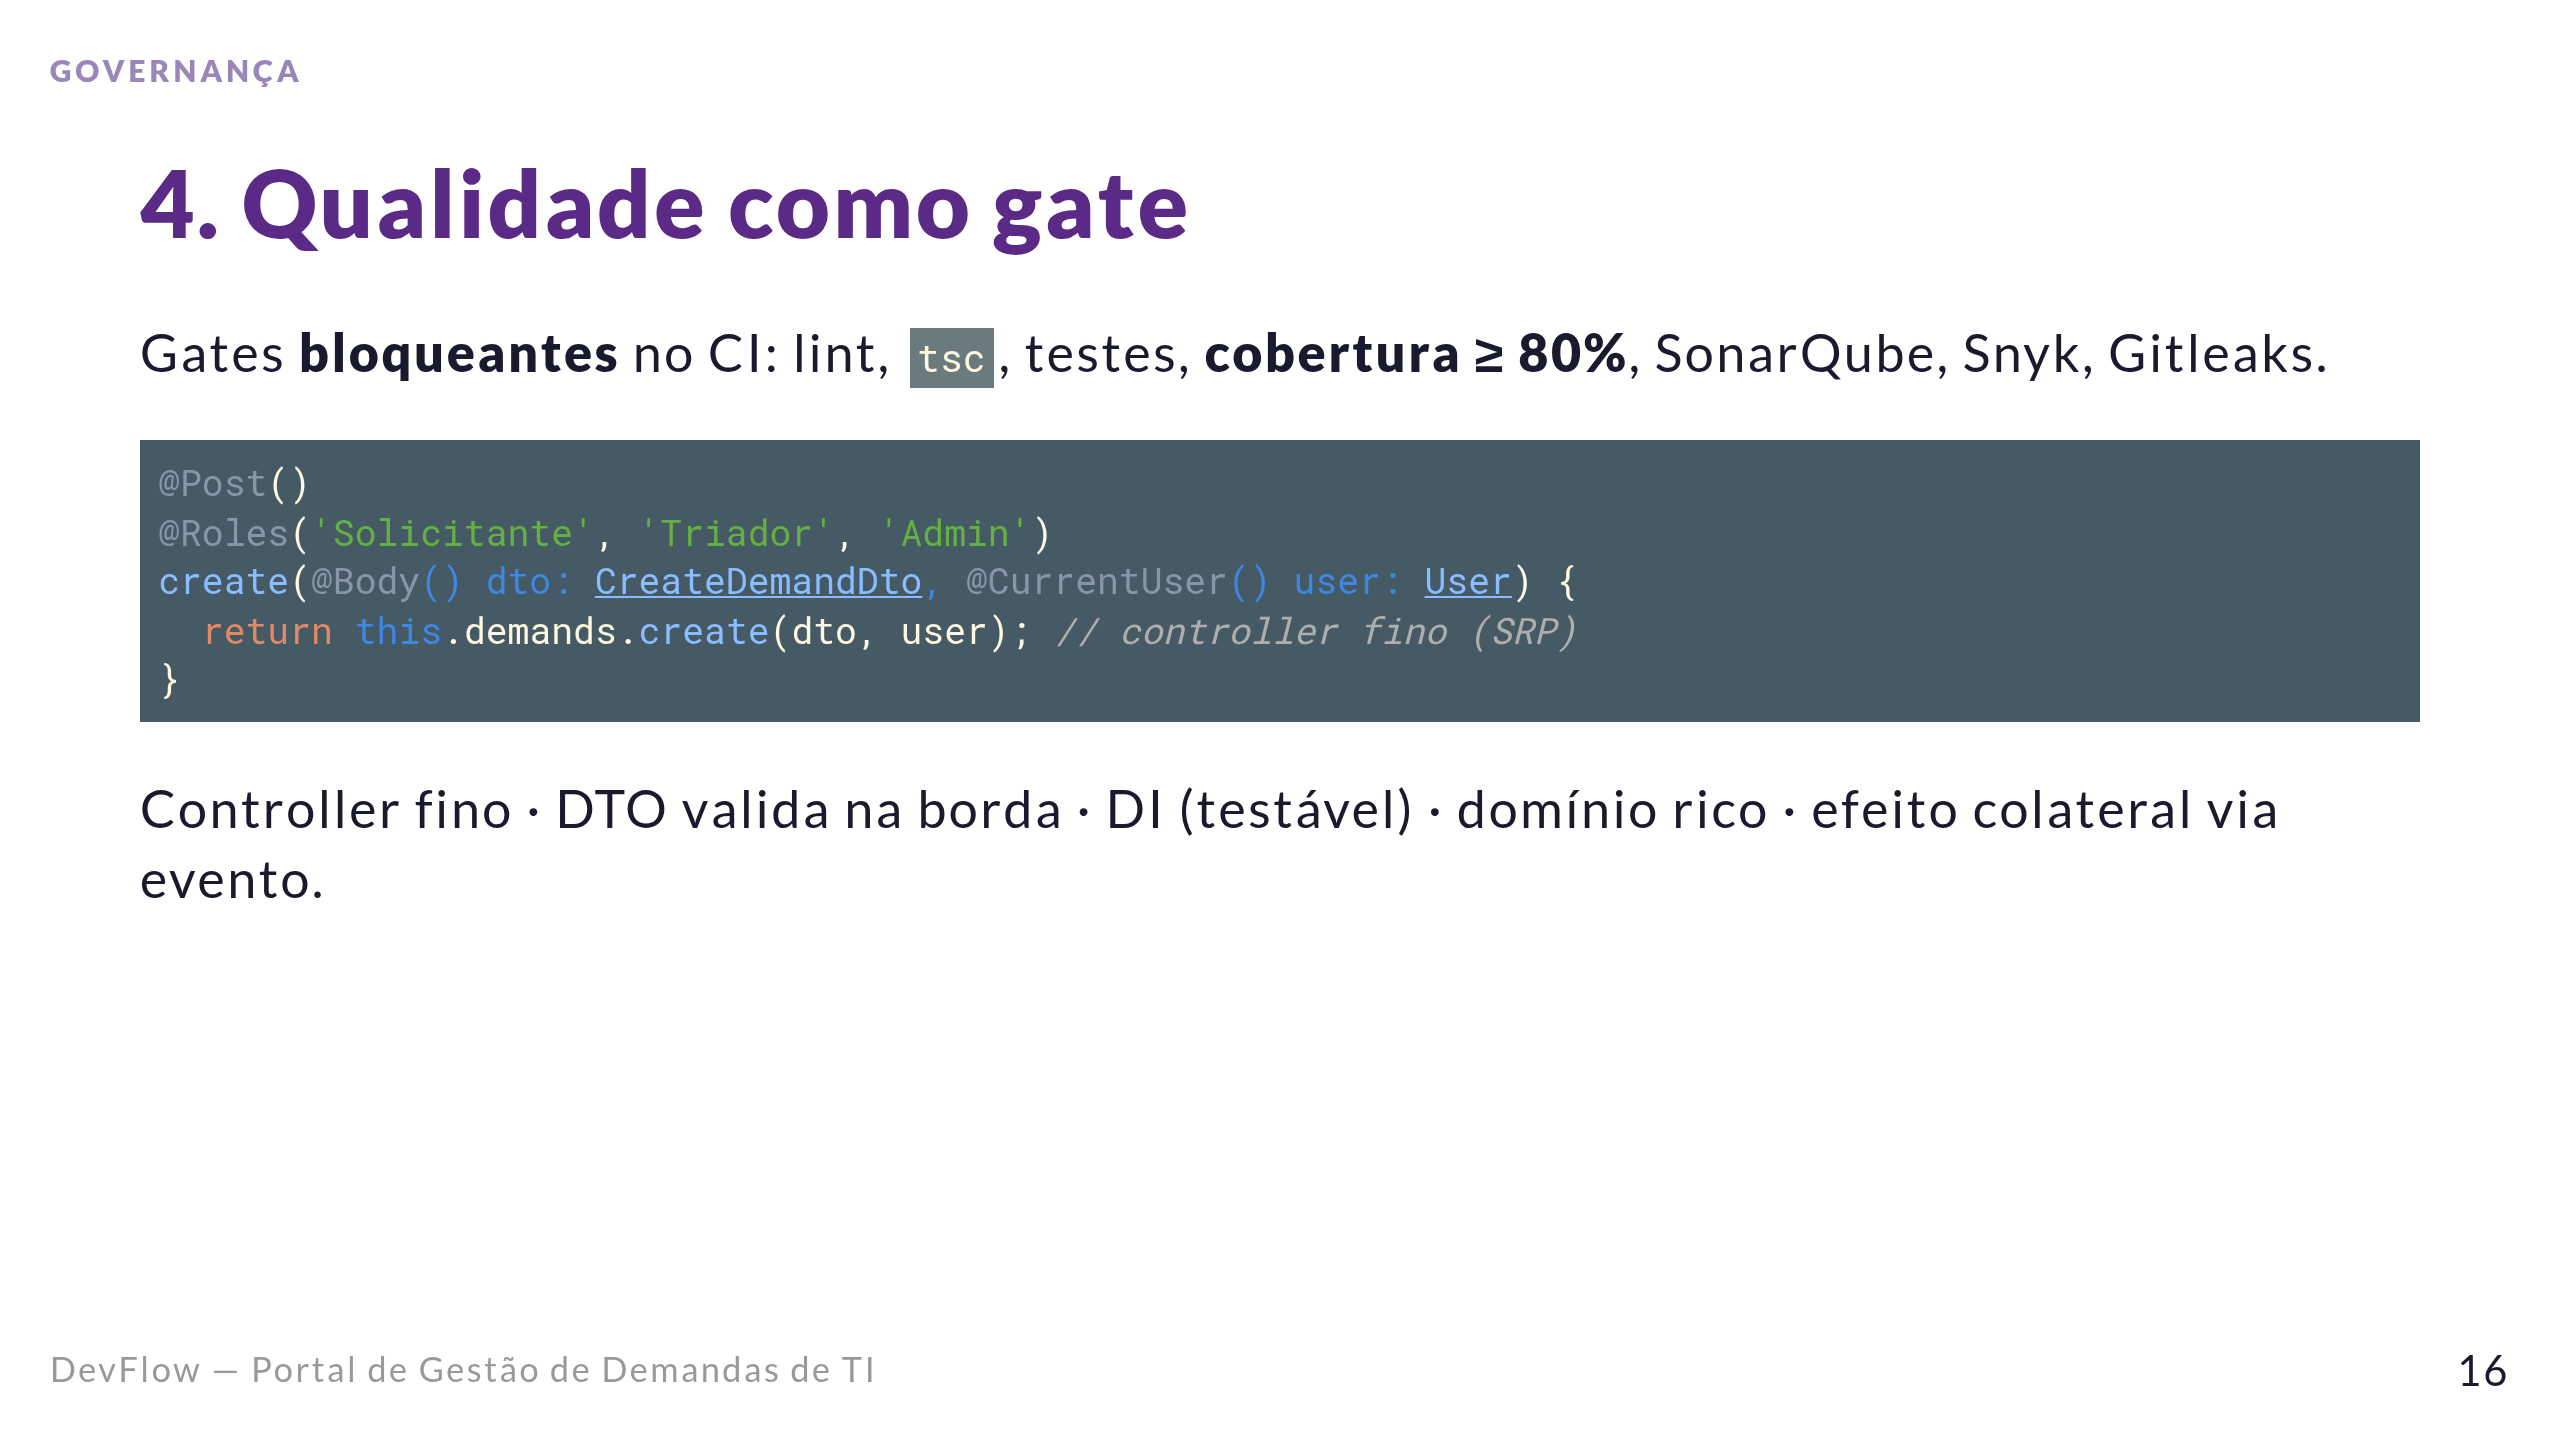 GOVERNANÇA
4. Qualidade como gate
Gates bloqueantes no CI: lint, tsc, testes, cobertura ≥ 80%, SonarQube, Snyk, Gitleaks.
@Post()
@Roles('Solicitante', 'Triador', 'Admin')
create(@Body() dto: CreateDemandDto, @CurrentUser() user: User) {
  return this.demands.create(dto, user); // controller fino (SRP)
}
Controller fino · DTO valida na borda · DI (testável) · domínio rico · efeito colateral via
evento.
DevFlow — Portal de Gestão de Demandas de TI
16